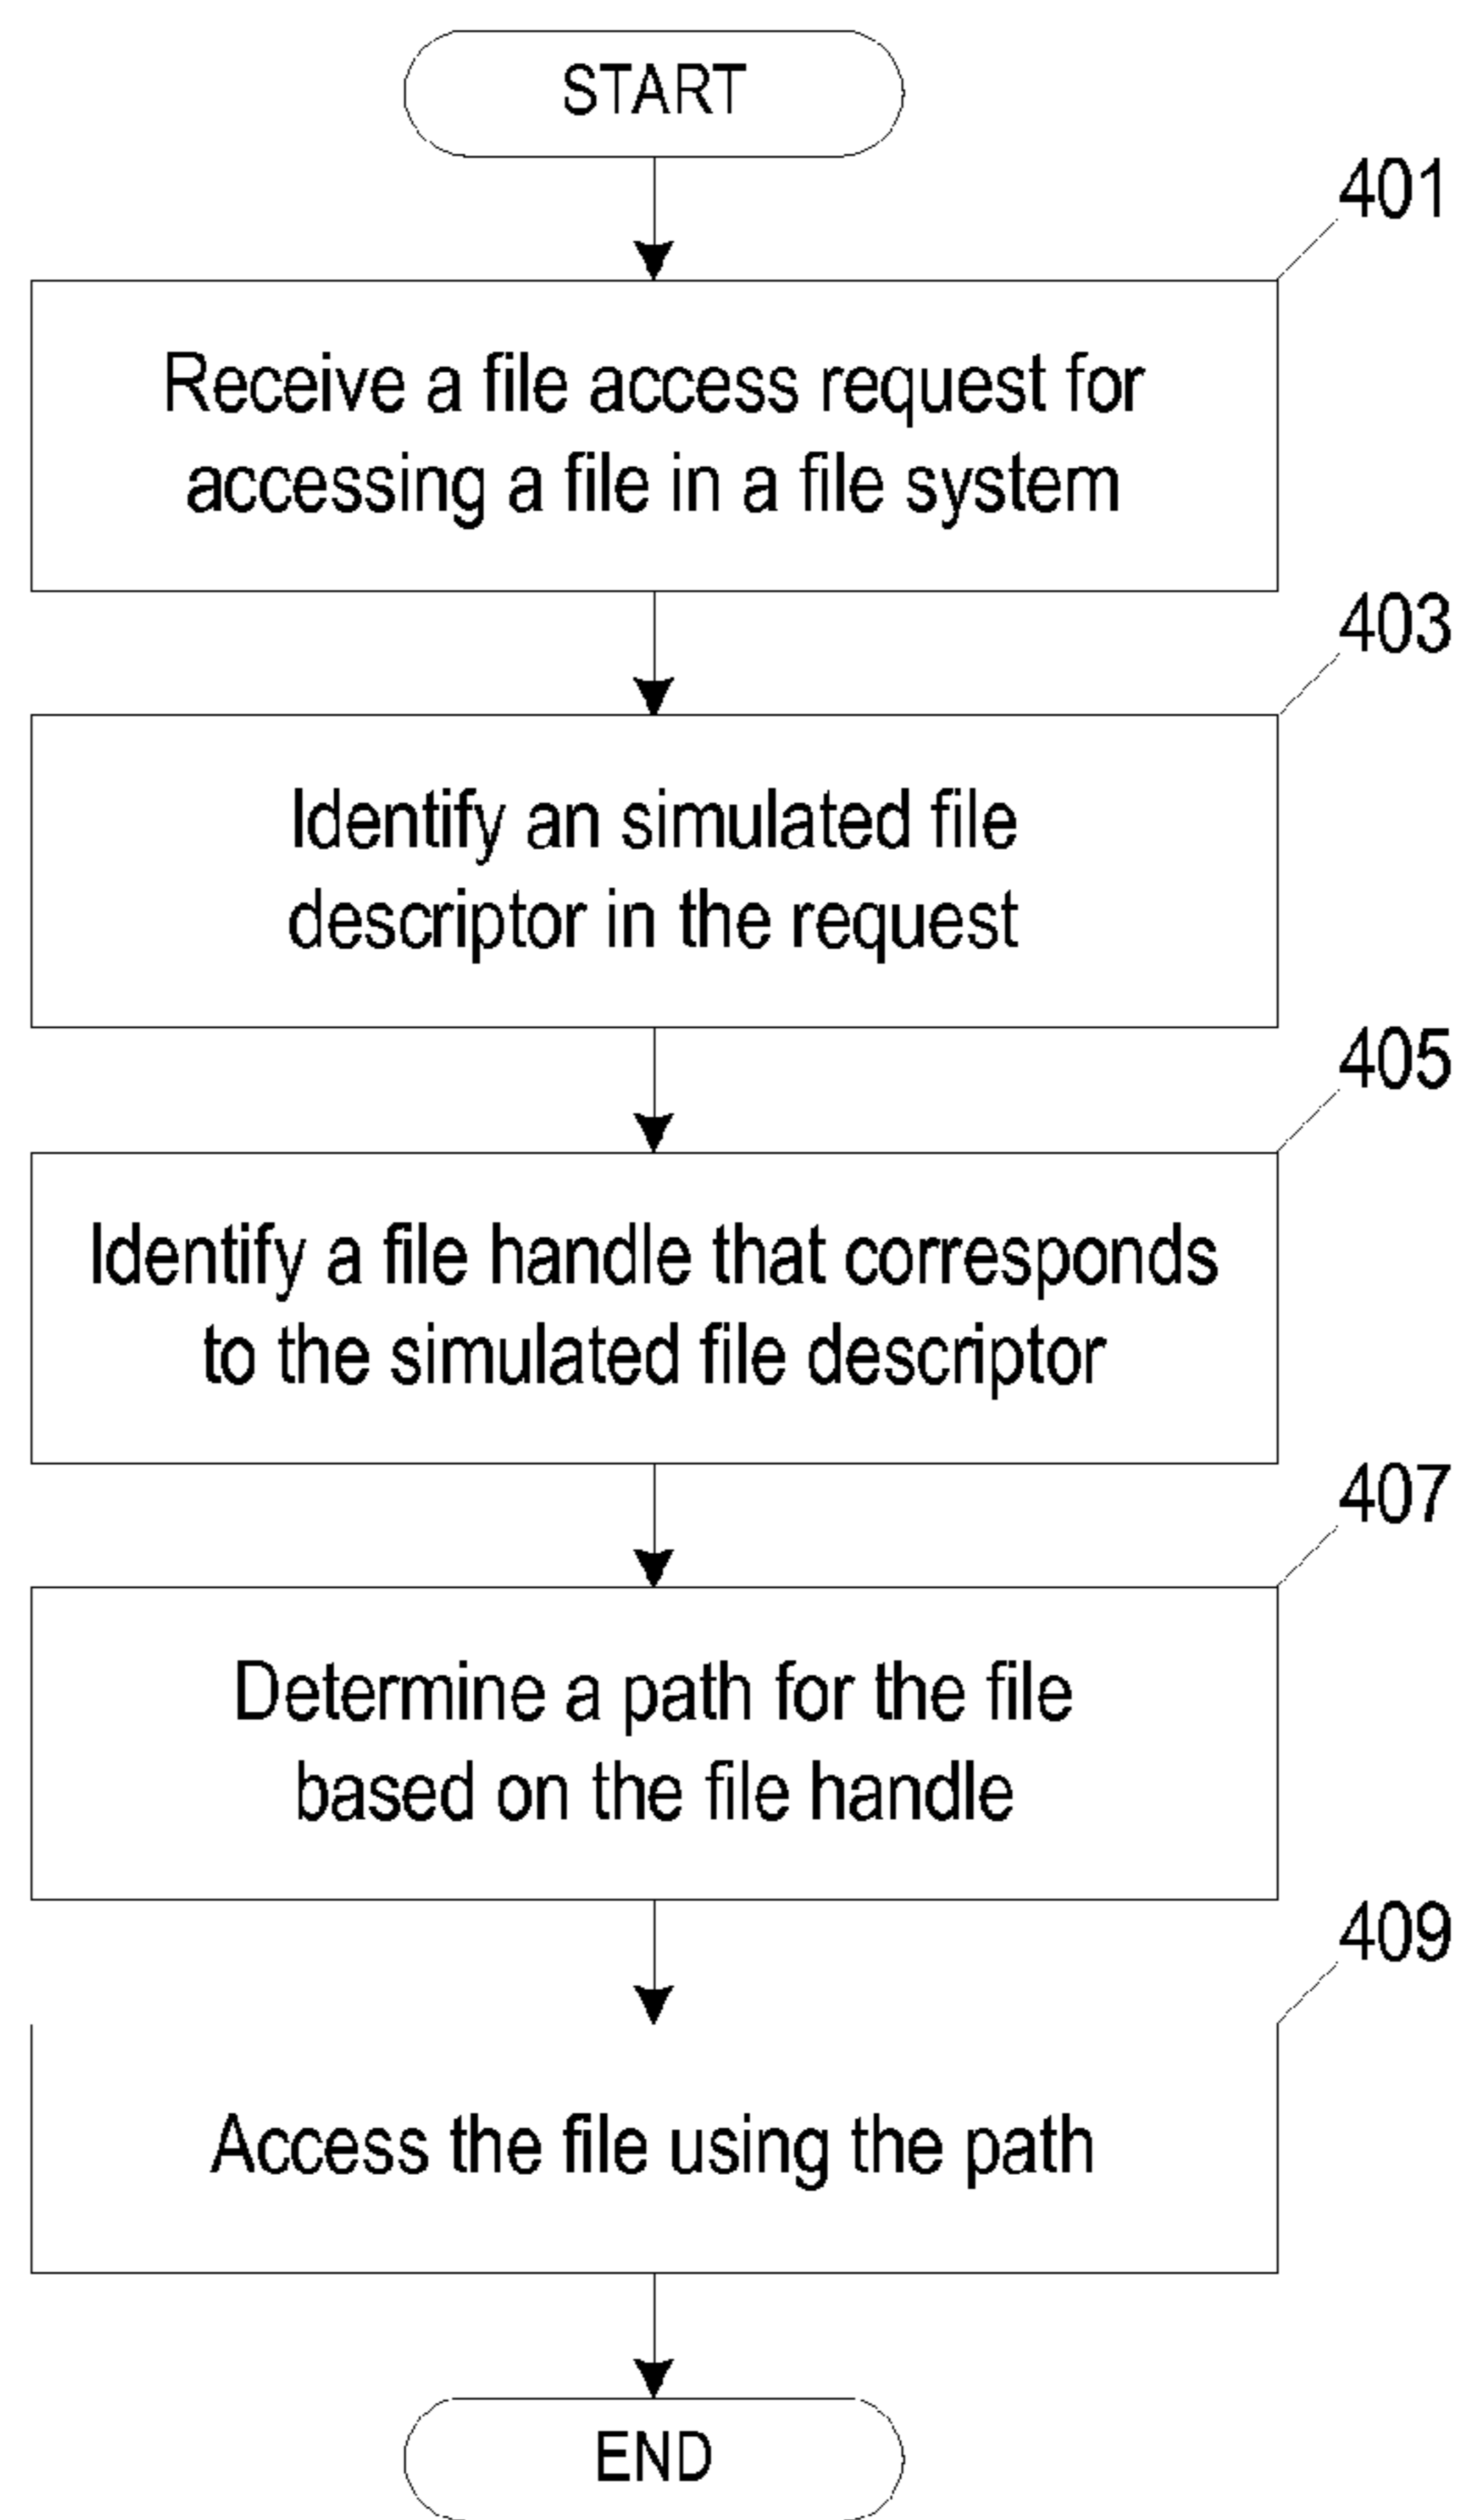 START
401
Receive a file access request for
accessing a file in a file system
403
Identify an simulated file
descriptor in the request
405
Identify a file handle that corresponds
to the simulated file descriptor
407
Determine a path for the file
based on the file handle
409
Access the file using the path
END